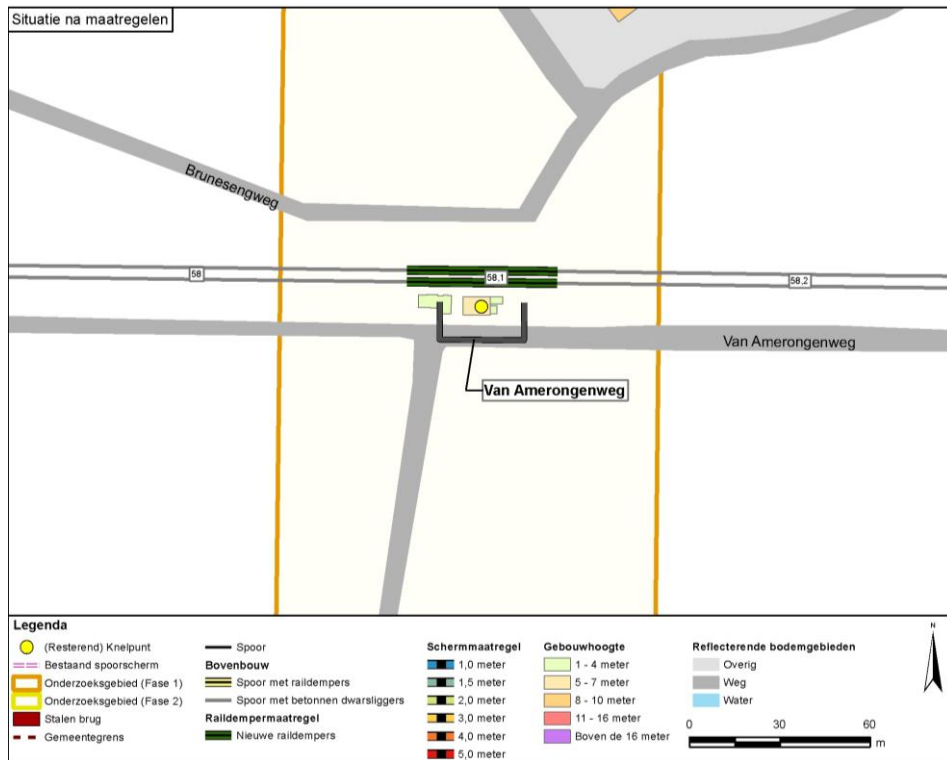 Situatie na maatregelen
Brunesengweg
58
58,1
58,2
Van Amerongenweg
Van Amerongenweg
Legenda
(Resterend) Knelpunt
Bestaand spoorscherm
Onderzoeksgebied (Fase 1)
Onderzoeksgebied (Fase 2)
Stalen brug
Gemeentegrens
Spoor
Bovenbouw
Spoor met raildempers
Spoor met betonnen dwarsliggers
Raildempermaatregel
Nieuwe raildempers
Schermmaatregel
1,0 meter
1,5 meter
2,0 meter
3,0 meter
4,0 meter
5,0 meter
Gebouwhoogte
1 - 4 meter
5 - 7 meter
8 - 10 meter
11 - 16 meter
Boven de 16 meter
Reflecterende bodemgebieden
Overig
Weg
Water
0 30 60
m
N